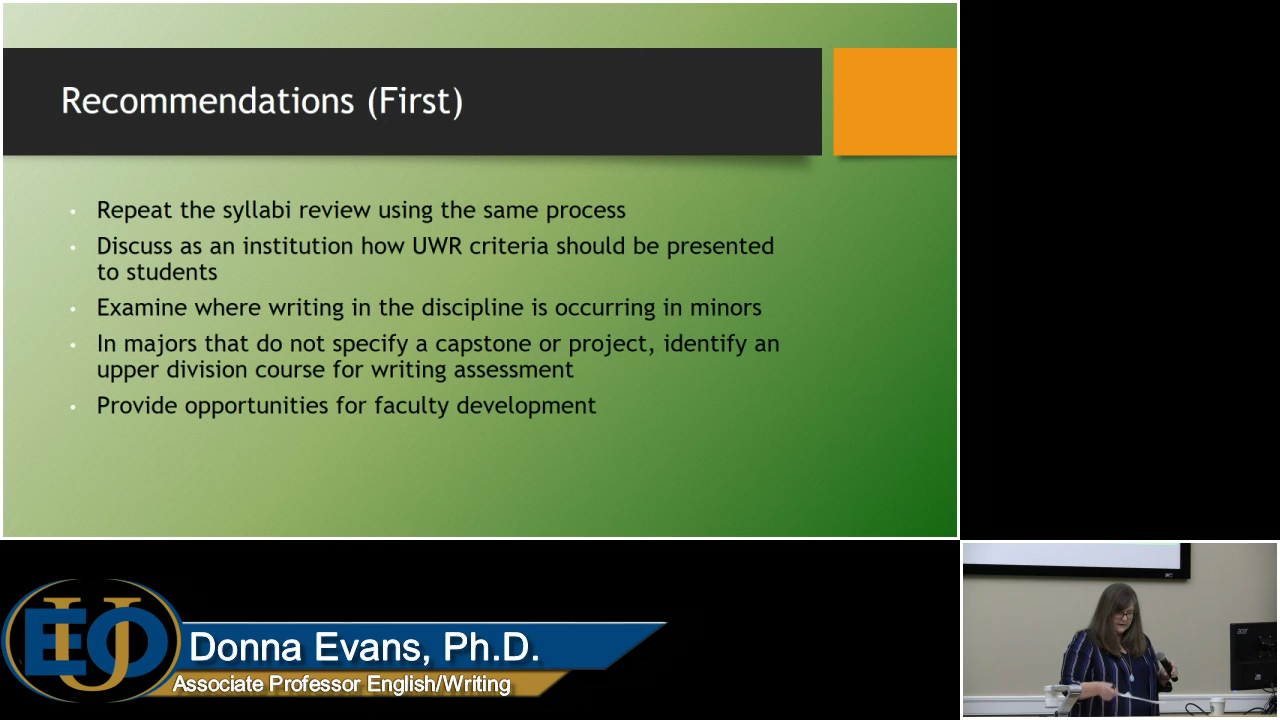 Recommendations (First)
Repeat the syllabi review using the same process
Discuss as an institution how UWR criteria should be presented
to students
Examine where writing in the discipline is occurring in minors
In majors that do not specify a capstone or project, identify an
upper division course for writing assessment
Provide opportunities for faculty development
EOU
Donna Evans, Ph.D.
Associate Professor English/Writing
acer